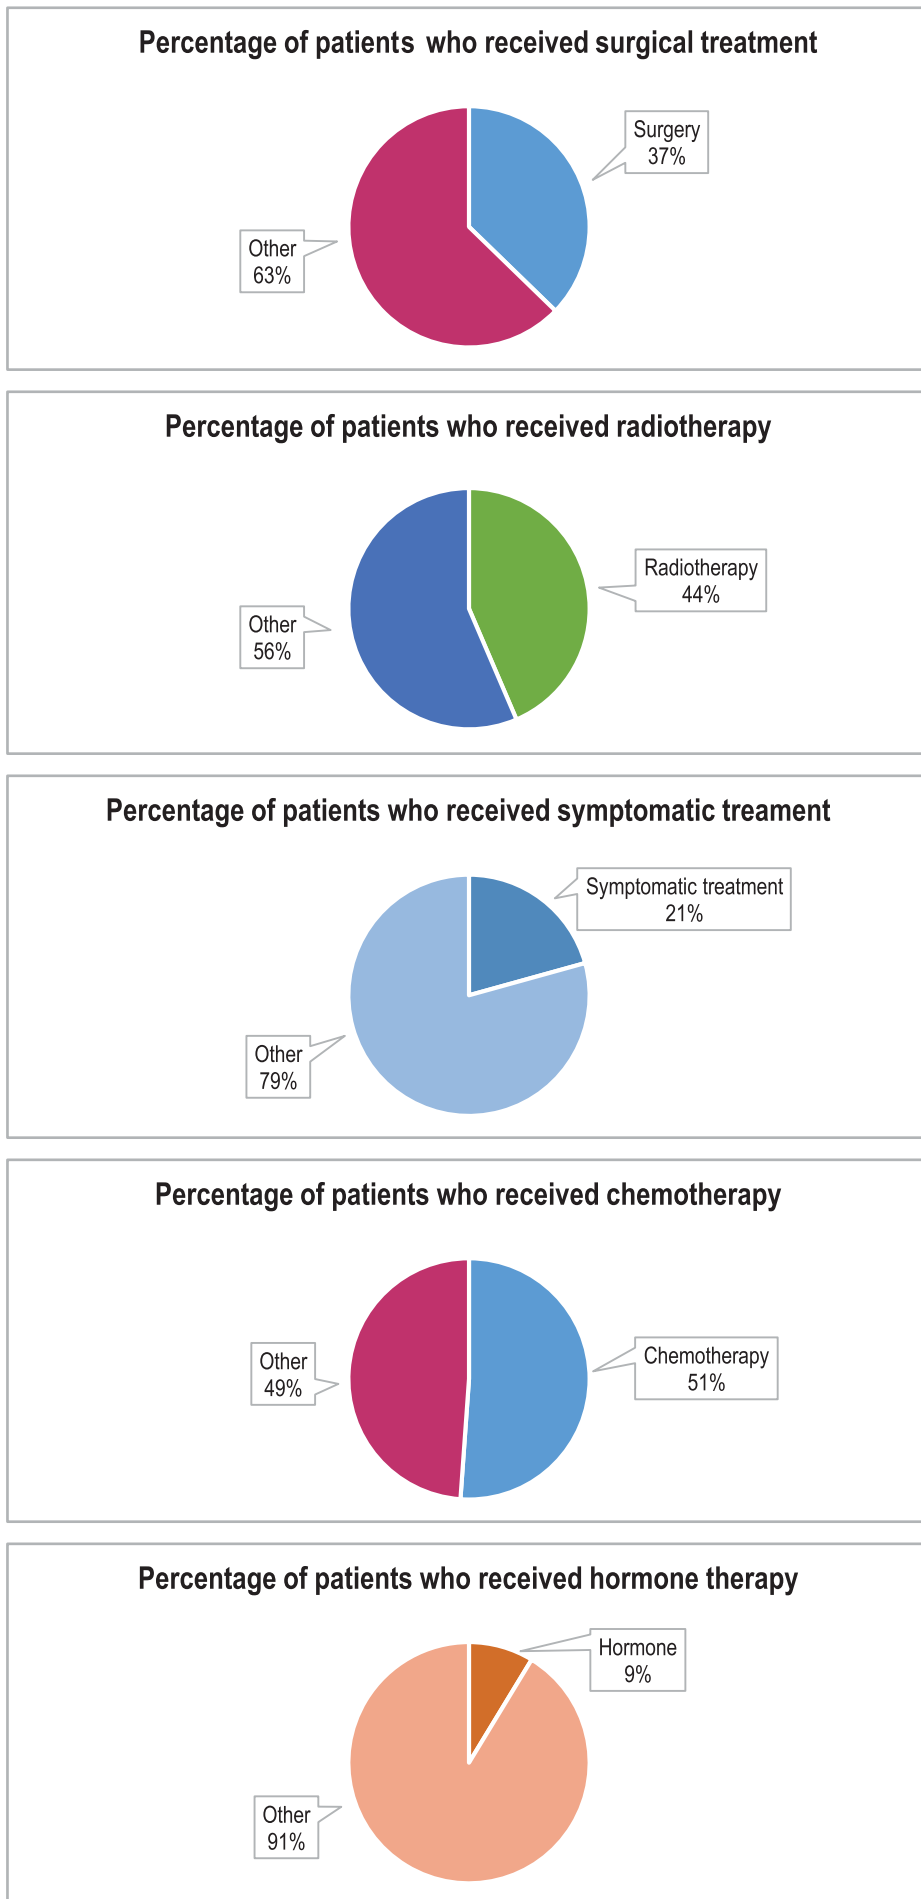 Percentage of patients who received surgical treatment
Surgery
37%
Other
63%
Percentage of patients who received radiotherapy
Radiotherapy
44%
Other
56%
Percentage of patients who received symptomatic treament
Symptomatic treatment
21%
Other
79%
Percentage of patients who received chemotherapy
Chemotherapy
51%
Other
49%
Percentage of patients who received hormone therapy
Hormone
9%
Other
91%